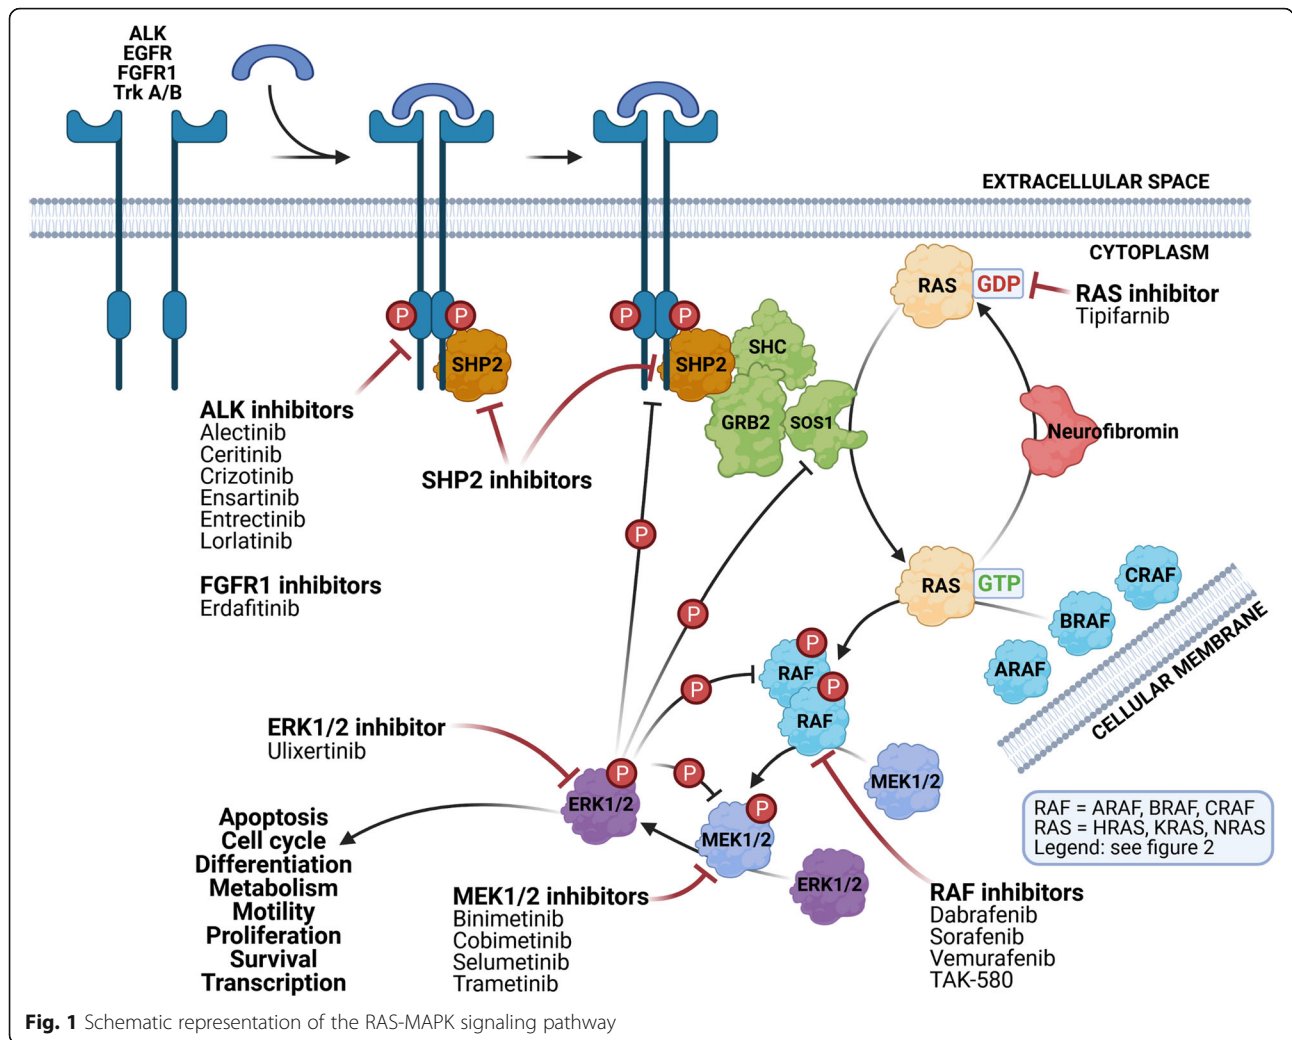 ALK
EGFR
FGFR1
Trk A/B
EXTRACELLULAR SPACE
CYTOPLASM
RAS
GDP
RAS inhibitor
Tipifarnib
P
P
SHP2
P
P
SHP2
SHC
GRB2
SOS1
Neurofibromin
ALK inhibitors
Alectinib
Ceritinib
Crizotinib
Ensartinib
Entrectinib
Lorlatinib
SHP2 inhibitors
FGFR1 inhibitors
Erdafitinib
P
P
P
P
RAS
GTP
CRAF
BRAF
ARAF
CELLULAR MEMBRANE
P
RAF
P
RAF
MEK1/2
ERK1/2 inhibitor
Ulixertinib
P
ERK1/2
P
MEK1/2
ERK1/2
Apoptosis
Cell cycle
Differentiation
Metabolism
Motility
Proliferation
Survival
Transcription
MEK1/2 inhibitors
Binimetinib
Cobimetinib
Selumetinib
Trametinib
RAF inhibitors
Dabrafenib
Sorafenib
Vemurafenib
TAK-580
RAF = ARAF, BRAF, CRAF
RAS = HRAS, KRAS, NRAS
Legend: see figure 2
Fig. 1 Schematic representation of the RAS-MAPK signaling pathway